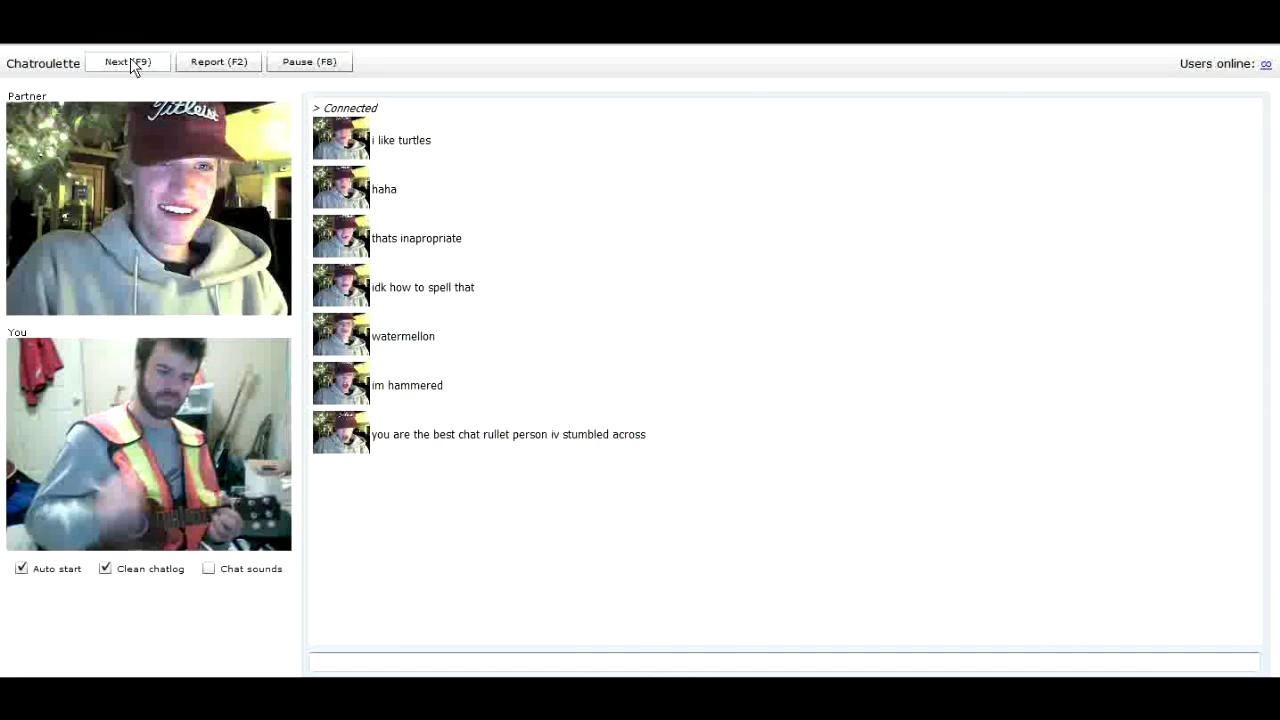 Chatroulette Next (F9) Report (F2) Pause (F8) Users online: ∞
Partner
Titleist
You
Auto start Clean chatlog Chat sounds
> Connected
i like turtles
haha
thats inapropriate
idk how to spell that
watermellon
im hammered
you are the best chat rullet person iv stumbled across